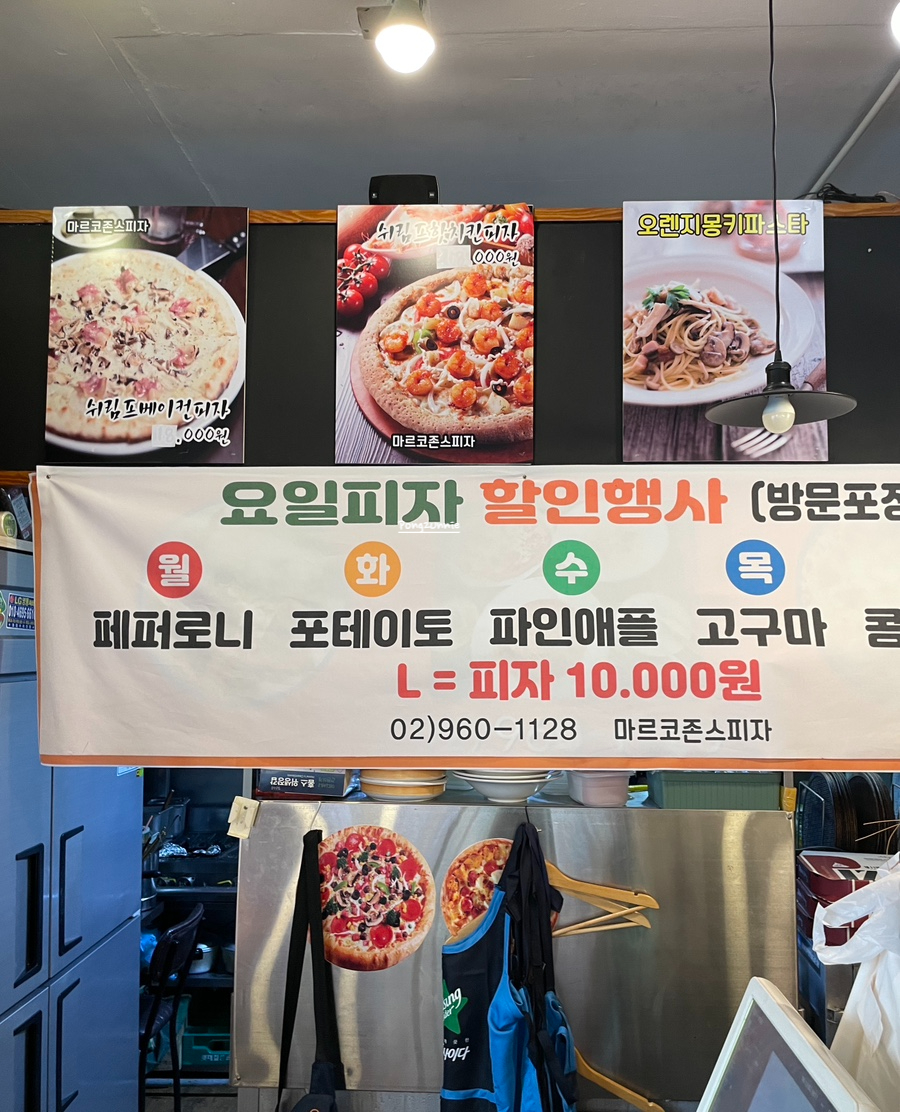 마르코존스피자
쉬림프베이컨피자
,000원
쉬림프핫치킨피자
000원
마르코존스피자
오렌지몽키파스타
요일피자 할인행사 (방문포장
월 화 수 목
페퍼로니 포테이토 파인애플 고구마 콤
L = 피자 10.000원
02)960-1128 마르코존스피자